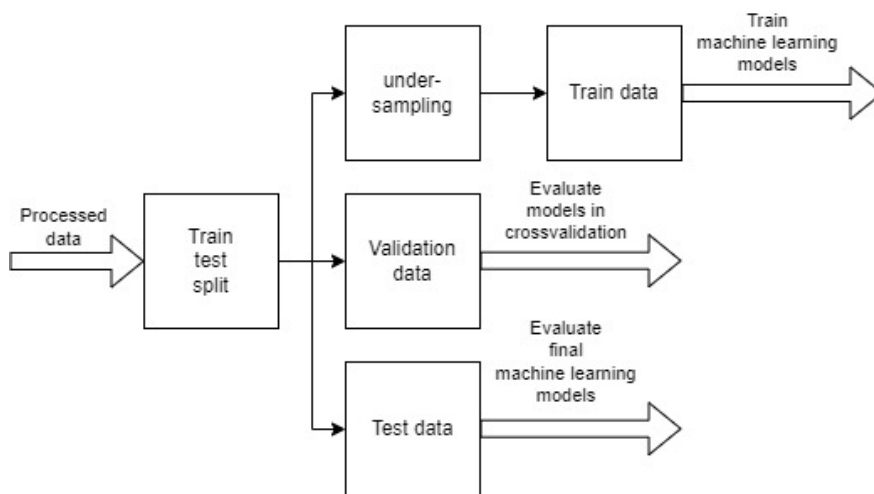 Train
machine learning
models
under-
sampling
Train data
Processed
data
Train
test
split
Evaluate
models in
crossvalidation
Validation
data
Evaluate
final
machine learning
models
Test data